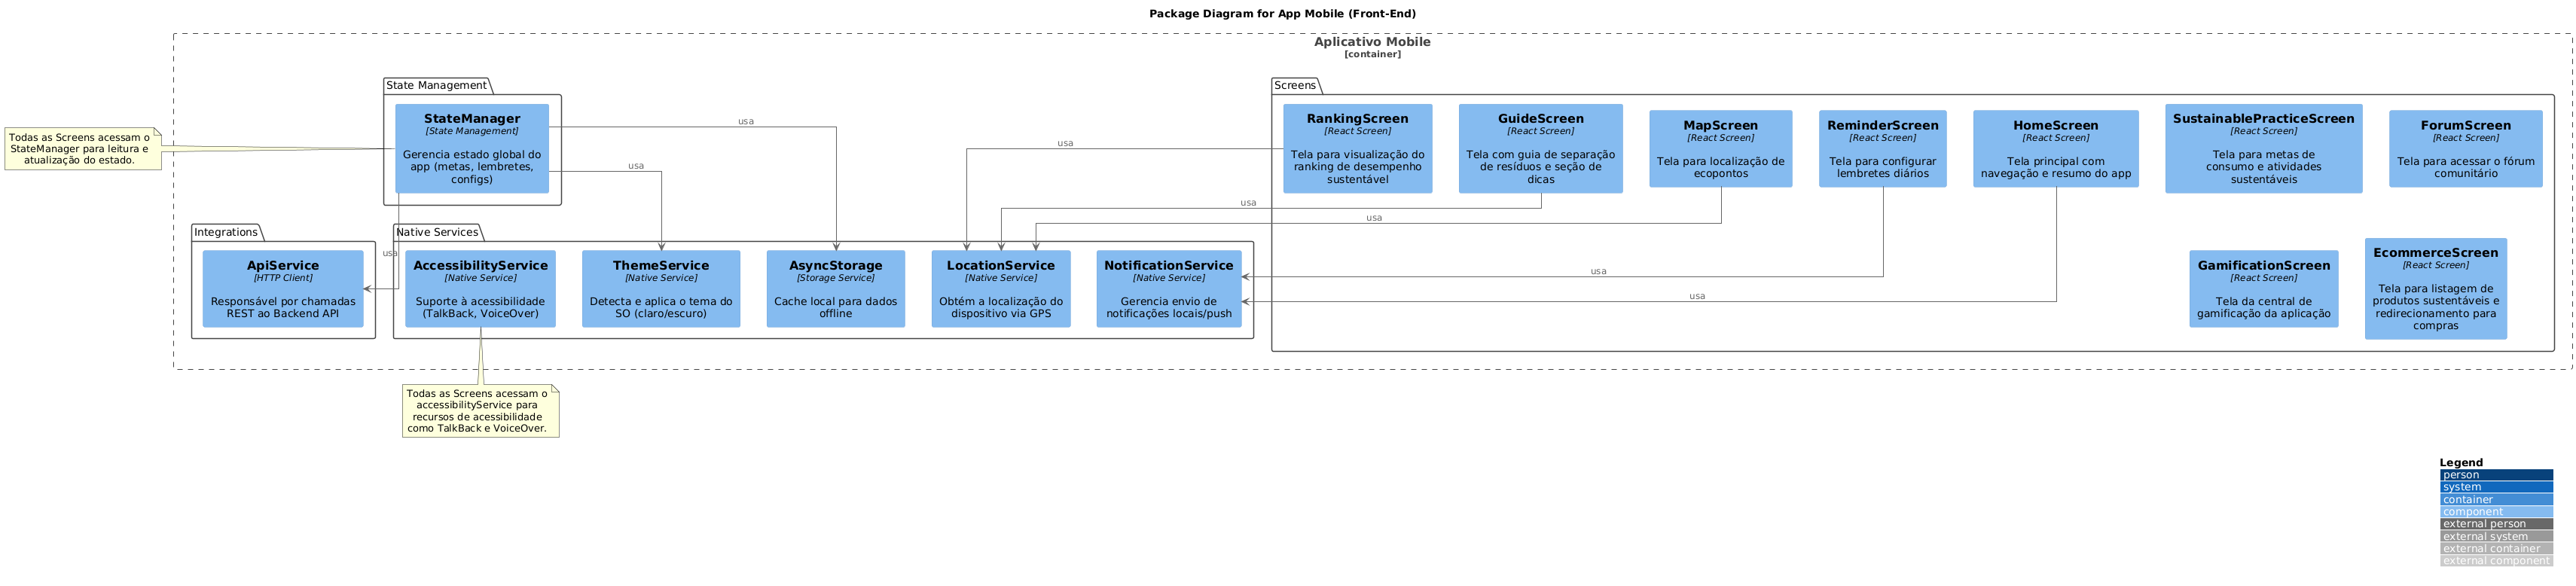 Package Diagram for App Mobile (Front-End)
Aplicativo Mobile
[container]
State Management
StateManager
[State Management]
Gerencia estado global do
app (metas, lembretes,
configs)
Todas as Screens acessam o
StateManager para leitura e
atualização do estado.
usa
usa
usa
usa
Screens
RankingScreen
[React Screen]
Tela para visualização do
ranking de desempenho
sustentável
GuideScreen
[React Screen]
Tela com guia de separação
de resíduos e seção de
dicas
MapScreen
[React Screen]
Tela para localização de
ecopontos
ReminderScreen
[React Screen]
Tela para configurar
lembretes diários
HomeScreen
[React Screen]
Tela principal com
navegação e resumo do app
SustainablePracticeScreen
[React Screen]
Tela para metas de
consumo e atividades
sustentáveis
ForumScreen
[React Screen]
Tela para acessar o fórum
comunitário
usa
usa
Integrations
ApiService
[HTTP Client]
Responsável por chamadas
REST ao Backend API
Native Services
AccessibilityService
[Native Service]
Suporte à acessibilidade
(TalkBack, VoiceOver)
ThemeService
[Native Service]
Detecta e aplica o tema do
SO (claro/escuro)
AsyncStorage
[Storage Service]
Cache local para dados
offline
LocationService
[Native Service]
Obtém a localização do
dispositivo via GPS
NotificationService
[Native Service]
Gerencia envio de
notificações locais/push
usa
usa
GamificationScreen
[React Screen]
Tela da central de
gamificação da aplicação
EcommerceScreen
[React Screen]
Tela para listagem de
produtos sustentáveis e
redirecionamento para
compras
Todas as Screens acessam o
accessibilityService para
recursos de acessibilidade
como TalkBack e VoiceOver.
Legend
person
system
container
component
external person
external system
external container
external component